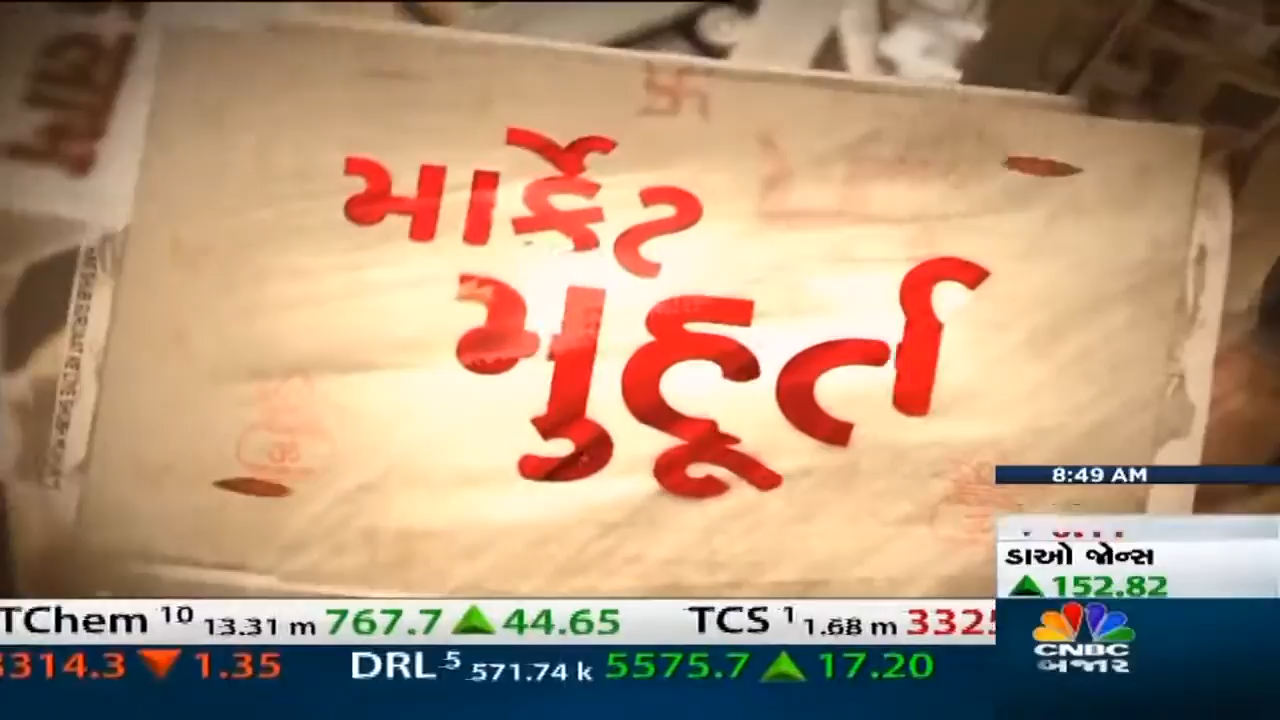 માર્કેટ
મુહૂર્ત
8:49 AM
ડાઓ જોન્સ
▲ 152.82
TChem 10 13.31 m 767.7 ▲ 44.65 TCS 1 1.68 m 332
CNBC
બજાર
3314.3 ▼ 1.35 DRL 5 571.74 k 5575.7 ▲ 17.20